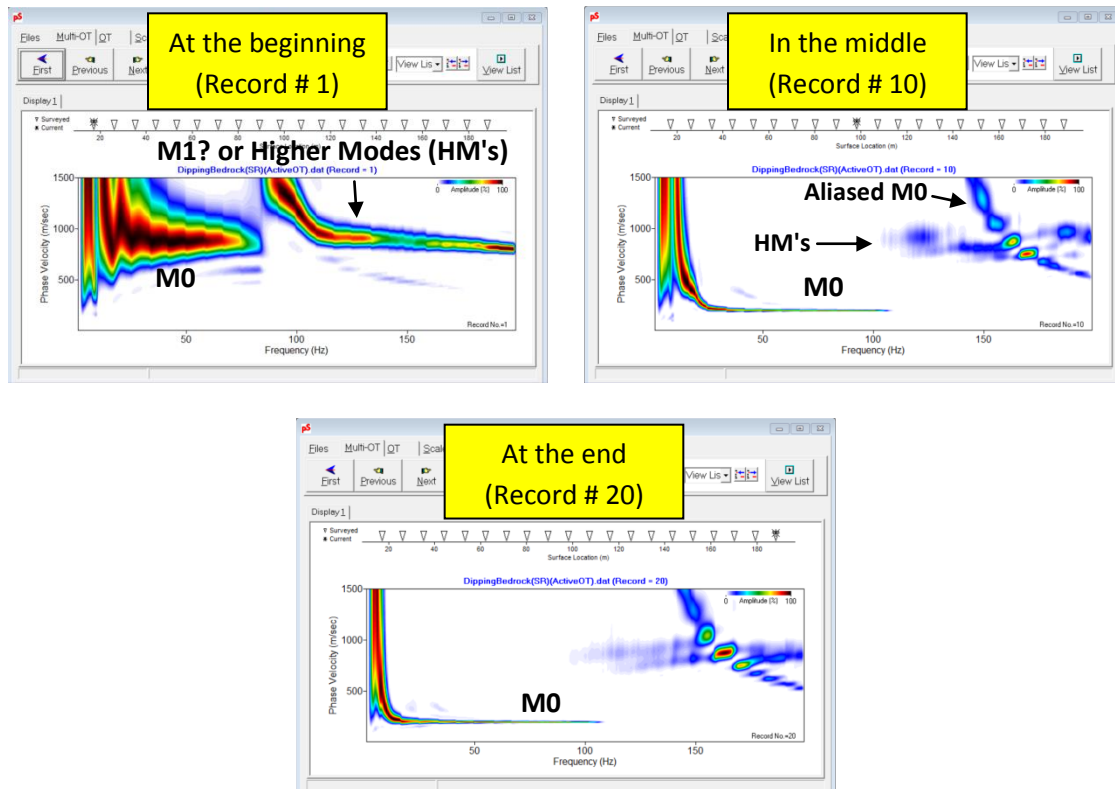 pS
At the beginning
(Record # 1)
Files Multi-OT OT
First Previous Next View Lis View List
Display 1
Surveyed
Current
20 40 60 80 100 120 140 160 180
M1? or Higher Modes (HM's)
DippingBedrock(SR)(ActiveOT).dat (Record = 1)
0 Amplitude (%) 100
Phase Velocity (m/sec)
1500
1000
500
M0
Record No.=1
50 100 150
Frequency (Hz)
pS
In the middle
(Record # 10)
Files Multi-OT OT
First Previous Next View Lis View List
Display 1
Surveyed
Current
20 40 60 80 100 120 140 160 180
Surface Location (m)
DippingBedrock(SR)(ActiveOT).dat (Record = 10)
0 Amplitude (%) 100
Aliased M0
HM's
Phase Velocity (m/sec)
1500
1000
500
M0
Record No.=10
50 100 150
Frequency (Hz)
pS
At the end
(Record # 20)
Files Multi-OT OT
First Previous Next View Lis View List
Display 1
Surveyed
Current
20 40 60 80 100 120 140 160 180
Surface Location (m)
DippingBedrock(SR)(ActiveOT).dat (Record = 20)
0 Amplitude (%) 100
Phase Velocity (m/sec)
1500
1000
500
M0
Record No.=20
50 100 150
Frequency (Hz)